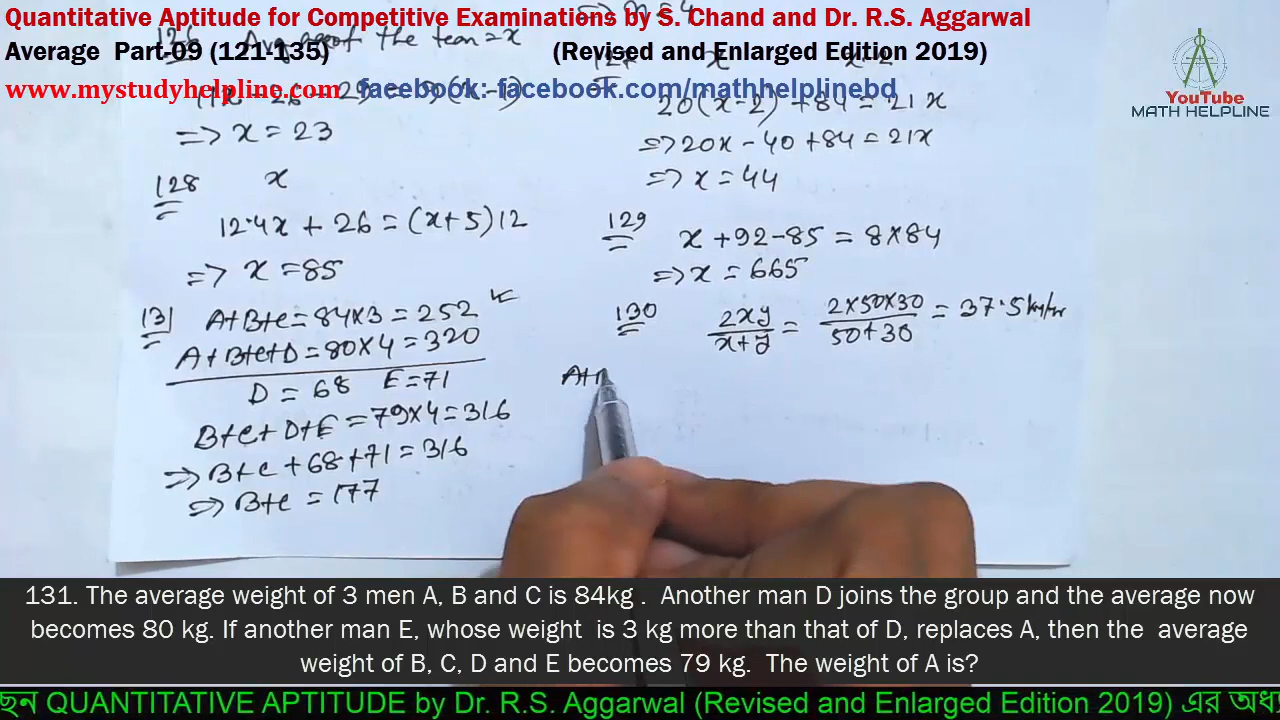 Quantitative Aptitude for Competitive Examinations by S. Chand and Dr. R.S. Aggarwal
Average Part-09 (121-135) (Revised and Enlarged Edition 2019)
www.mystudyhelpline.com facebook: facebook.com/mathhelplinebd
YouTube
MATH HELPLINE
of the team = x
=> x = 23
128 x
12.4x + 26 = (x+5)12
=> x = 85
131 A+B+C = 84×3 = 252
A+B+C+D = 80×4 = 320
D = 68 E = 71
B+C+D+E = 79×4 = 316
=> B+C+68+71 = 316
=> B+C = 177
20(x-2) + 84 = 21x
=> 20x - 40 + 84 = 21x
=> x = 44
129 x + 92 - 85 = 8×84
=> x = 665
130 2xy/x+y = 2×50×30/50+30 = 37.5 km/hr
131. The average weight of 3 men A, B and C is 84kg . Another man D joins the group and the average now
becomes 80 kg. If another man E, whose weight is 3 kg more than that of D, replaces A, then the average
weight of B, C, D and E becomes 79 kg. The weight of A is?
ছন QUANTITATIVE APTITUDE by Dr. R.S. Aggarwal (Revised and Enlarged Edition 2019) এর অধ্য